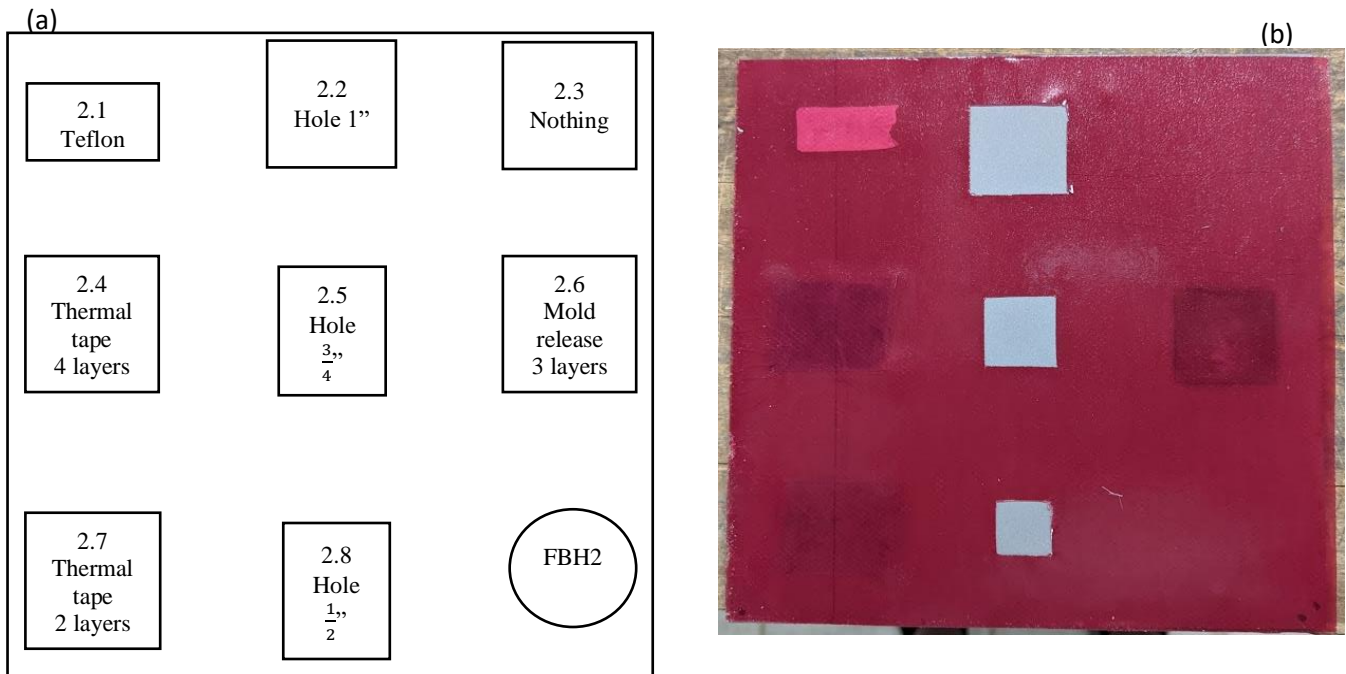 (a)
(b)
2.1
Teflon
2.2
Hole 1”
2.3
Nothing
2.4
Thermal
tape
4 layers
2.5
Hole
3/4”
2.6
Mold
release
3 layers
2.7
Thermal
tape
2 layers
2.8
Hole
1/2”
FBH2